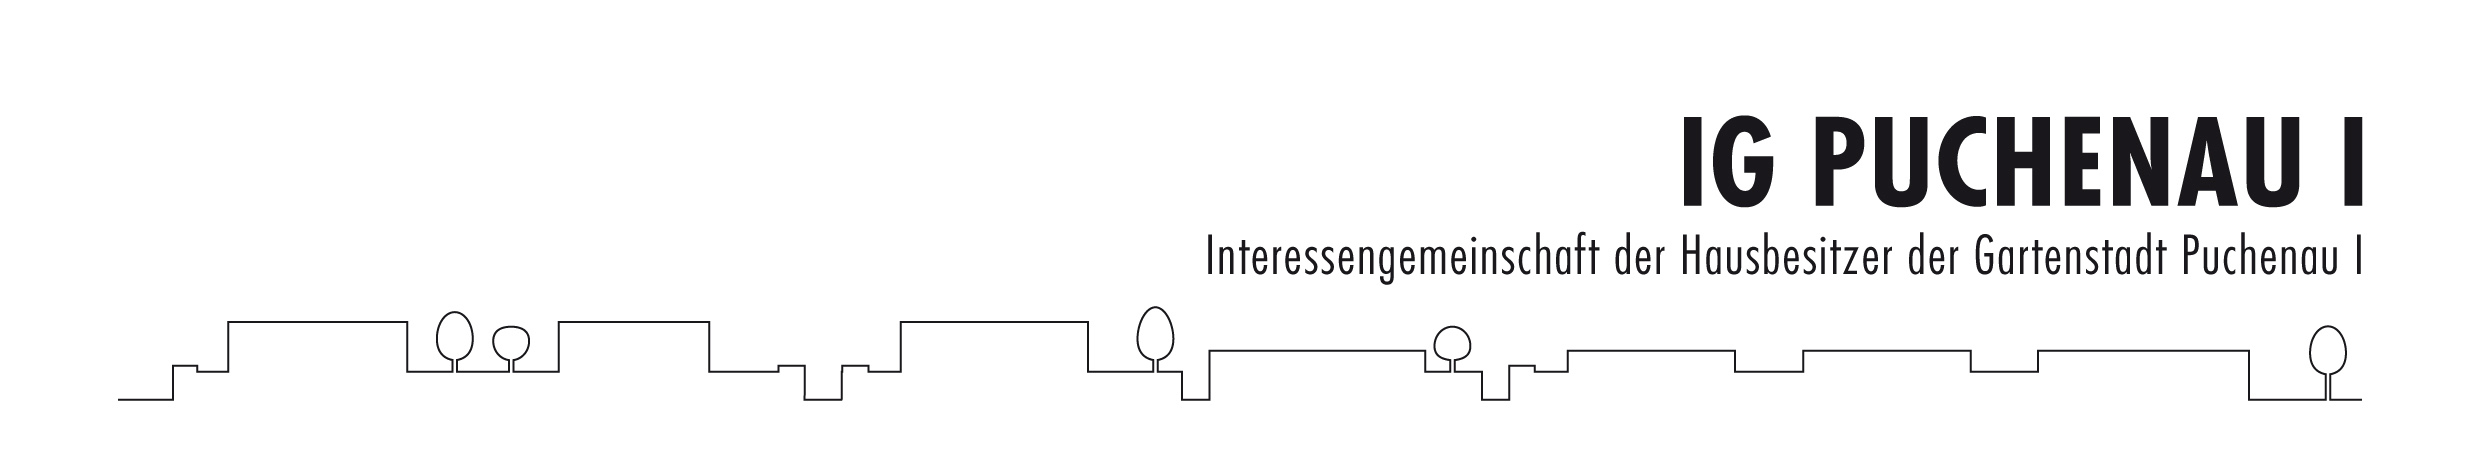 IG PUCHENAU I
Interessengemeinschaft der Hausbesitzer der Gartenstadt Puchenau I